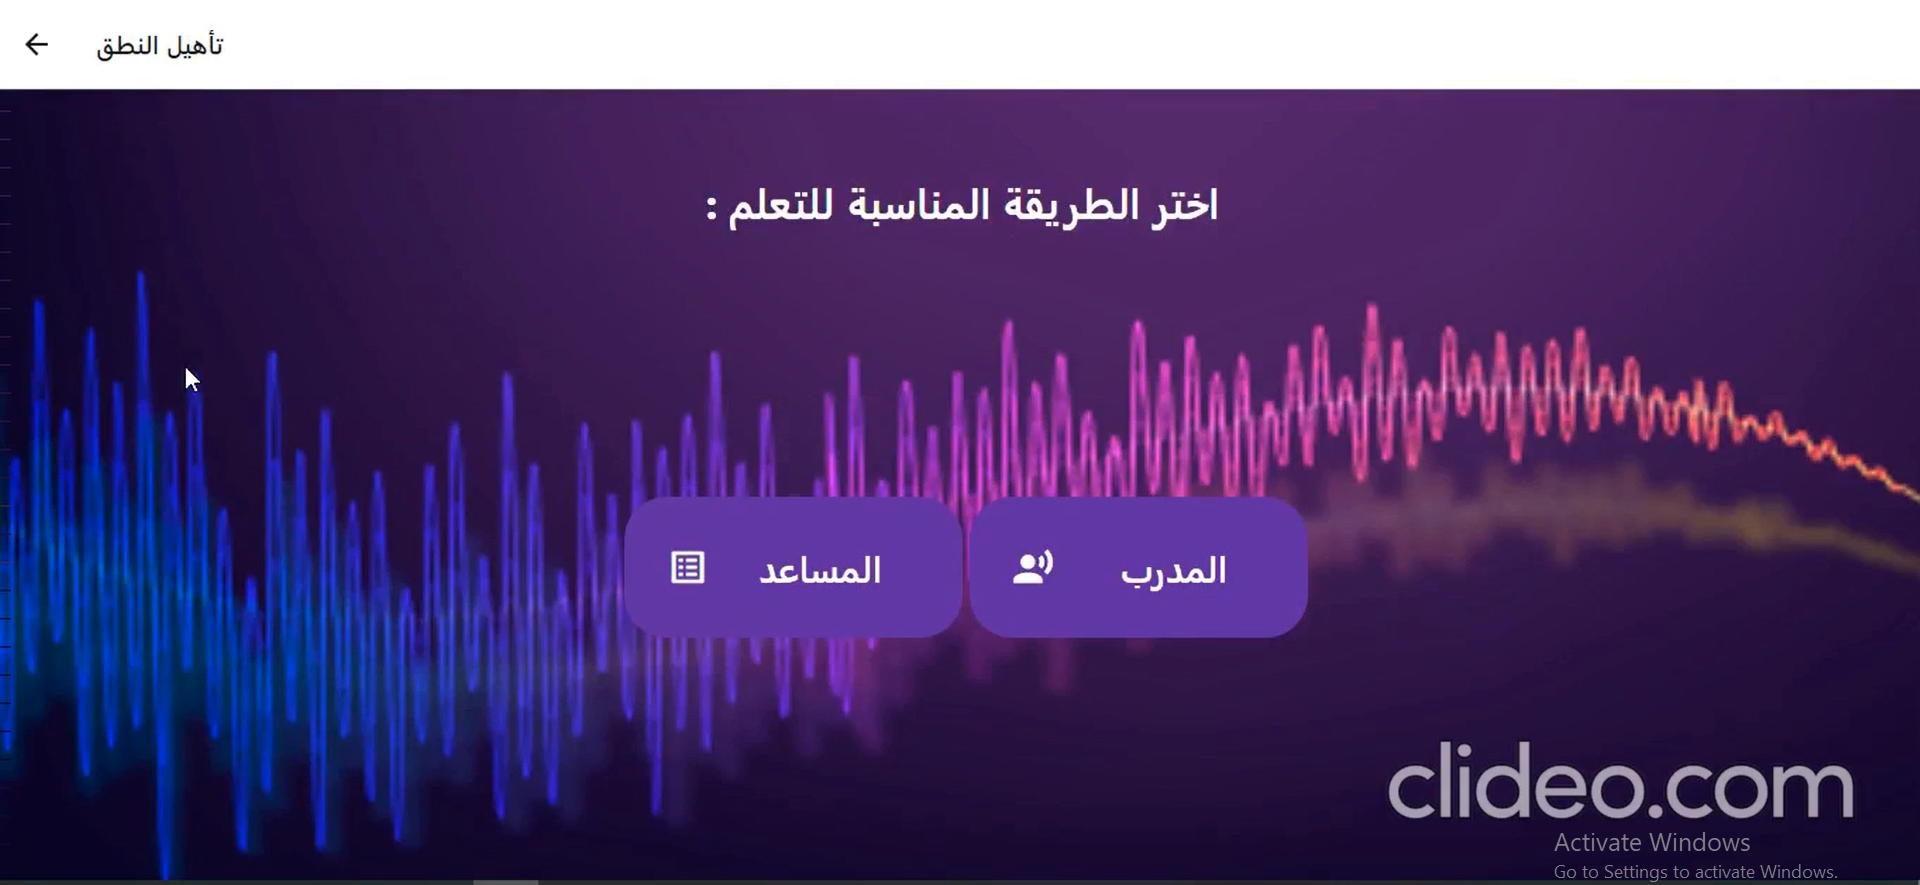 تأهيل النطق
اختر الطريقة المناسبة للتعلم :
المدرب
المساعد
clideo.com
Activate Windows
Go to Settings to activate Windows.